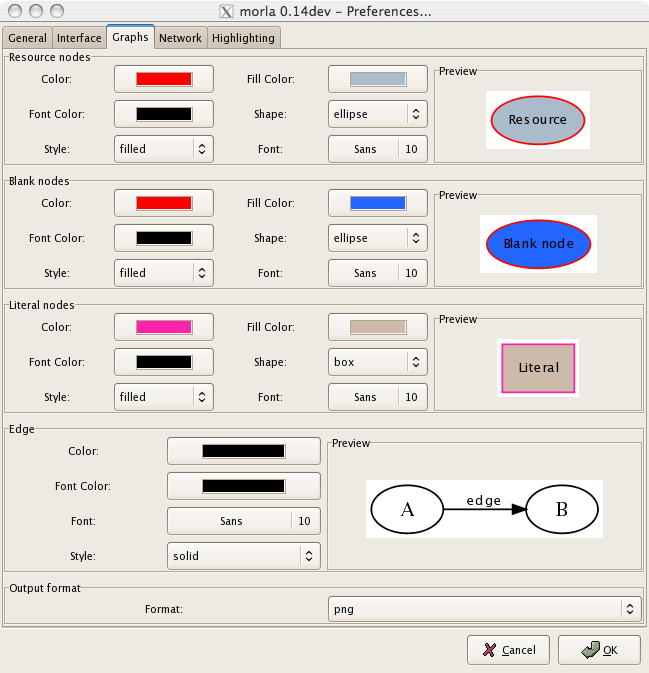 morla 0.14dev – Preferences...
General Interface Graphs Network Highlighting
Resource nodes
Color: Fill Color: Preview
Font Color: Shape: ellipse Resource
Style: filled Font: Sans 10
Blank nodes
Color: Fill Color: Preview
Font Color: Shape: ellipse Blank node
Style: filled Font: Sans 10
Literal nodes
Color: Fill Color: Preview
Font Color: Shape: box Literal
Style: filled Font: Sans 10
Edge
Color: Preview
Font Color:
A edge B
Font: Sans 10
Style: solid
Output format
Format: png
Cancel OK